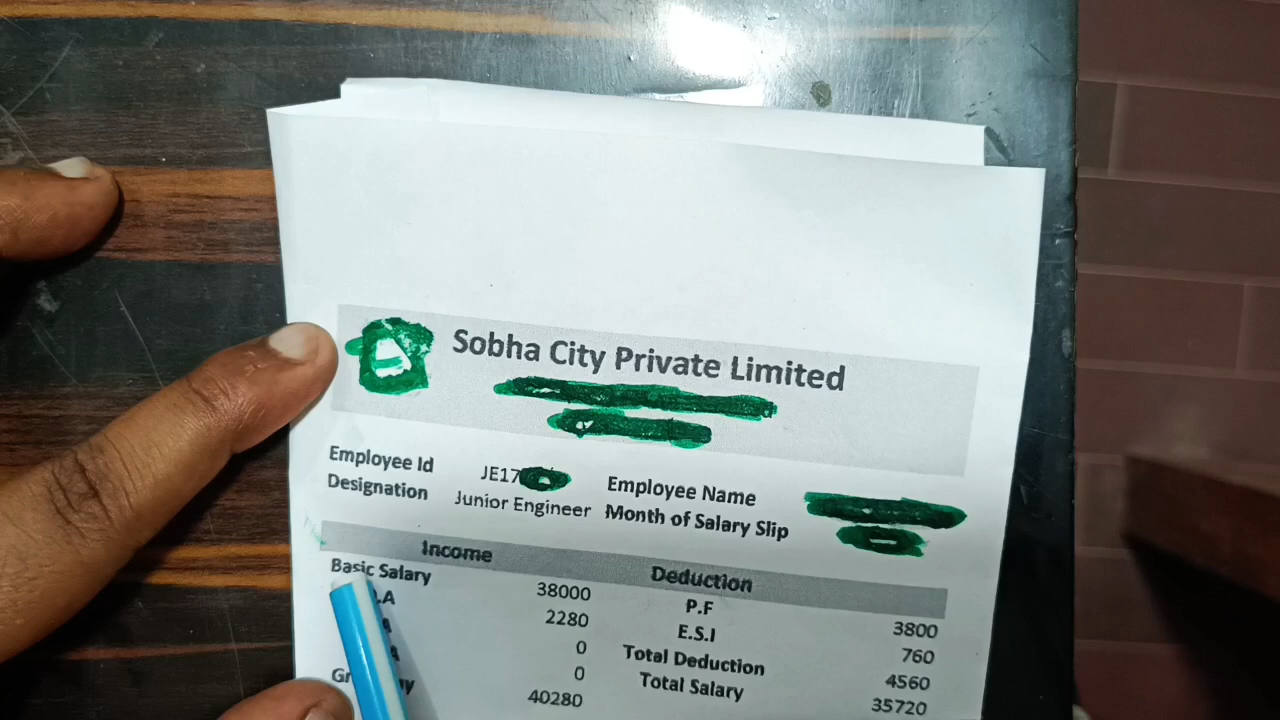 Sobha City Private Limited
Employee Id JE17 Employee Name
Designation Junior Engineer Month of Salary Slip
Income Deduction
Basic Salary 38000 P.F 3800
2280 E.S.I 760
0 Total Deduction 4560
0 Total Salary 35720
40280